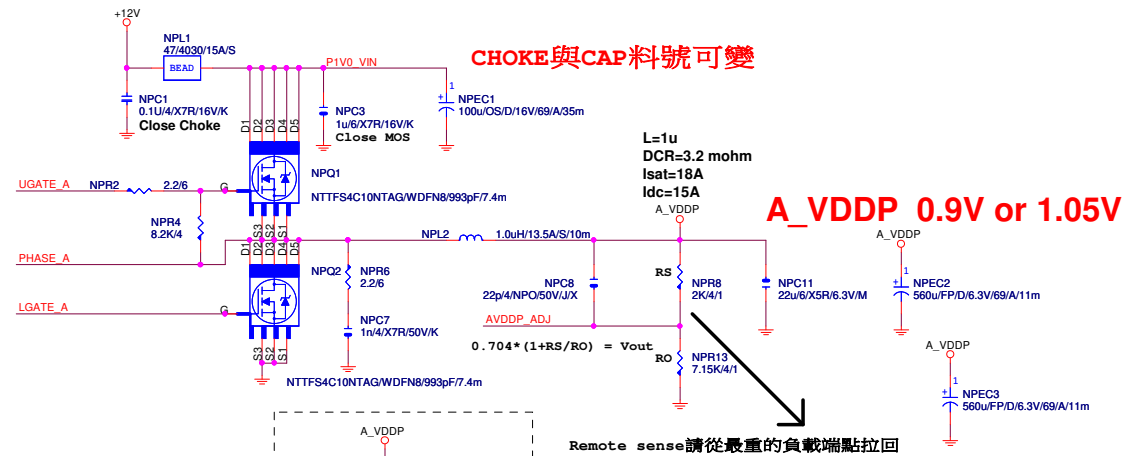 +12V
NPL1
47/4030/15A/S
BEAD
P1V0_VIN
CHOKE與CAP料號可變
NPC1
0.1U/4/X7R/16V/K
Close Choke
NPC3
1u/6/X7R/16V/K
Close MOS
1
+
NPEC1
100u/OS/D/16V/69/A/35m
D1
D2
D3
D4
D5
L=1u
DCR=3.2 mohm
Isat=18A
Idc=15A
A_VDDP
A_VDDP 0.9V or 1.05V
NPQ1
NTTFS4C10NTAG/WDFN8/993pF/7.4m
UGATE_A
NPR2
2.2/6
G
NPR4
8.2K/4
S3
S2
S1
PHASE_A
D1
D2
D3
D4
D5
NPL2
1.0uH/13.5A/S/10m
A_VDDP
1
+
NPEC2
560u/FP/D/6.3V/69/A/11m
NPQ2
NPR6
2.2/6
NPC8
22p/4/NPO/50V/J/X
RS
NPR8
2K/4/1
NPC11
22u/6/X5R/6.3V/M
LGATE_A
G
NPC7
1n/4/X7R/50V/K
AVDDP_ADJ
0.704*(1+RS/RO) = Vout
RO
NPR13
7.15K/4/1
S3
S2
S1
NTTFS4C10NTAG/WDFN8/993pF/7.4m
A_VDDP
1
+
NPEC3
560u/FP/D/6.3V/69/A/11m
A_VDDP
Remote sense請從最重的負載端點拉回